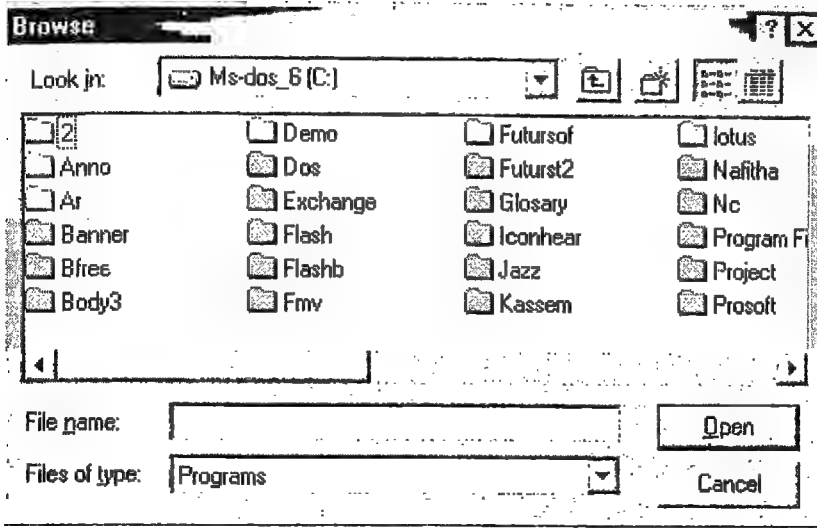 Browse
Look in: Ms-dos_6 (C:)
2 Demo Futursof lotus
Anno Dos Futurst2 Nafitha
Ar Exchange Glosary Nc
Banner Flash Iconhear Program Fi
Bfree Flashb Jazz Project
Body3 Fmv Kassem Prosoft
File name: Open
Files of type: Programs Cancel